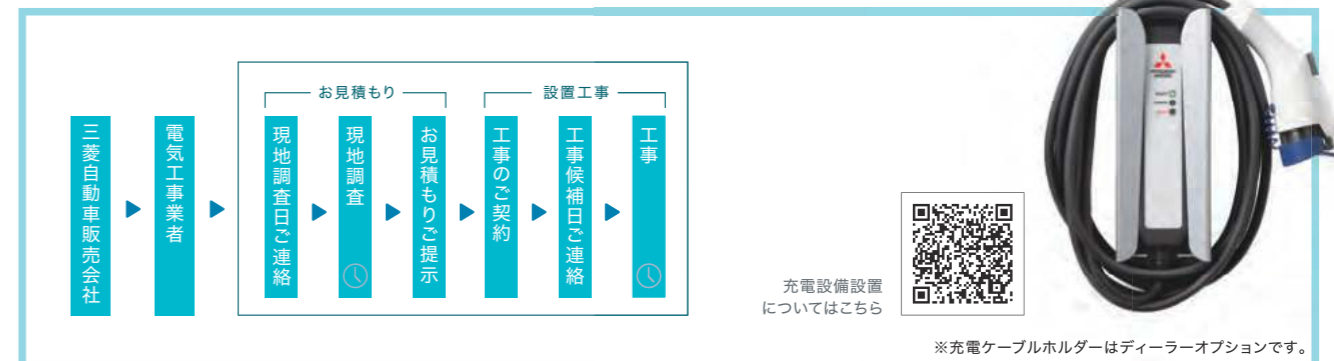 お見積もり
設置工事
三菱自動車販売会社
電気工事業者
現地調査日ご連絡
現地調査
お見積もりご提示
工事のご契約
工事候補日ご連絡
工事
充電設備設置
についてはこちら
※充電ケーブルホルダーはディーラーオプションです。